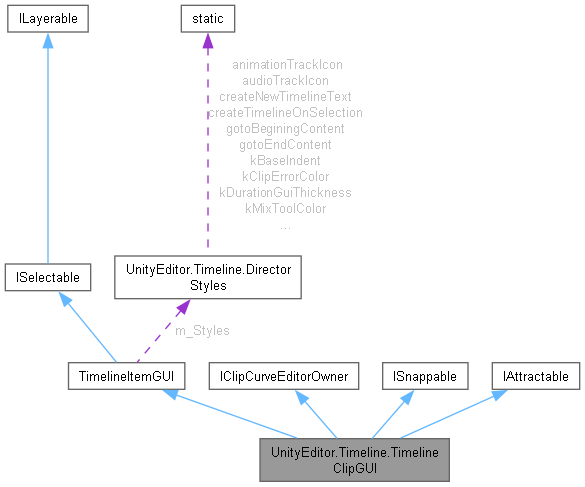 ILayerable
static
animationTrackIcon
audioTrackIcon
createNewTimelineText
createTimelineOnSelection
gotoBeginingContent
gotoEndContent
kBaseIndent
kClipErrorColor
kDurationGuiThickness
kMixToolColor
...
ISelectable
UnityEditor.Timeline.Director
Styles
m_Styles
TimelineItemGUI
IClipCurveEditorOwner
ISnappable
IAttractable
UnityEditor.Timeline.Timeline
ClipGUI